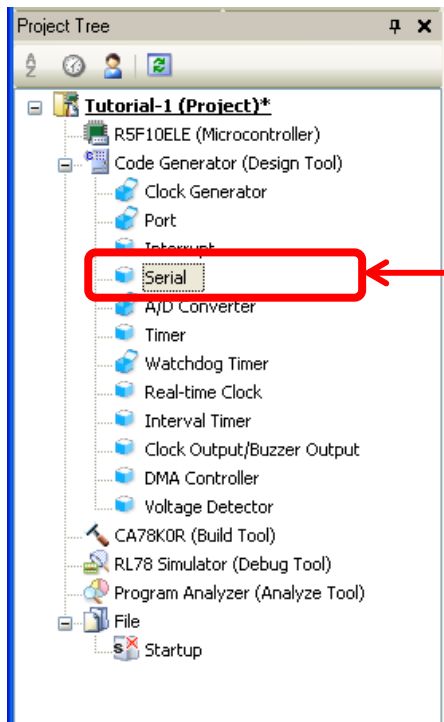 Project Tree
Tutorial-1 (Project)*
R5F10ELE (Microcontroller)
Code Generator (Design Tool)
Clock Generator
Port
Interrupt
Serial
A/D Converter
Timer
Watchdog Timer
Real-time Clock
Interval Timer
Clock Output/Buzzer Output
DMA Controller
Voltage Detector
CA78K0R (Build Tool)
RL78 Simulator (Debug Tool)
Program Analyzer (Analyze Tool)
File
Startup